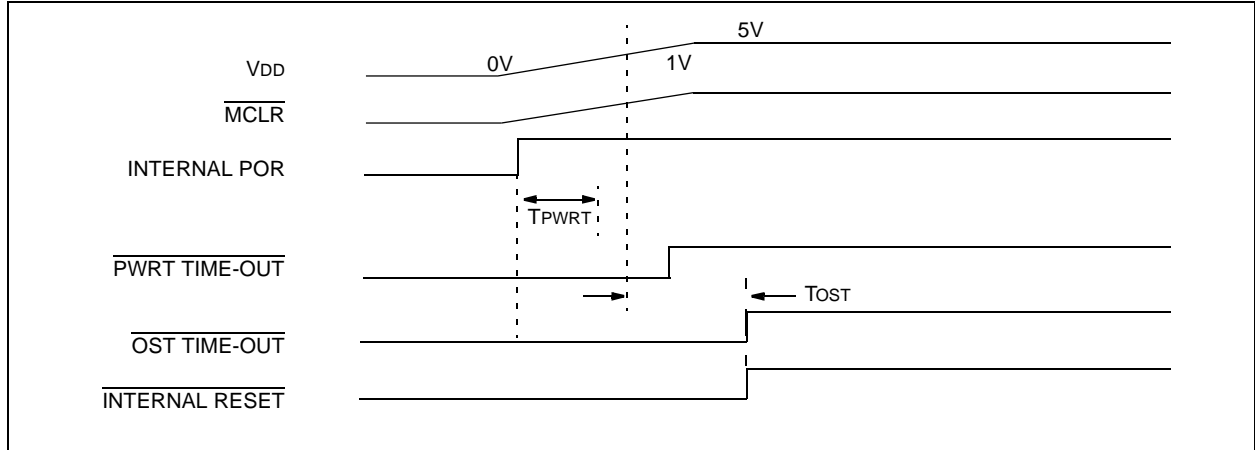 5V
0V
1V
VDD
MCLR
INTERNAL POR
TPWRT
PWRT TIME-OUT
TOST
OST TIME-OUT
INTERNAL RESET